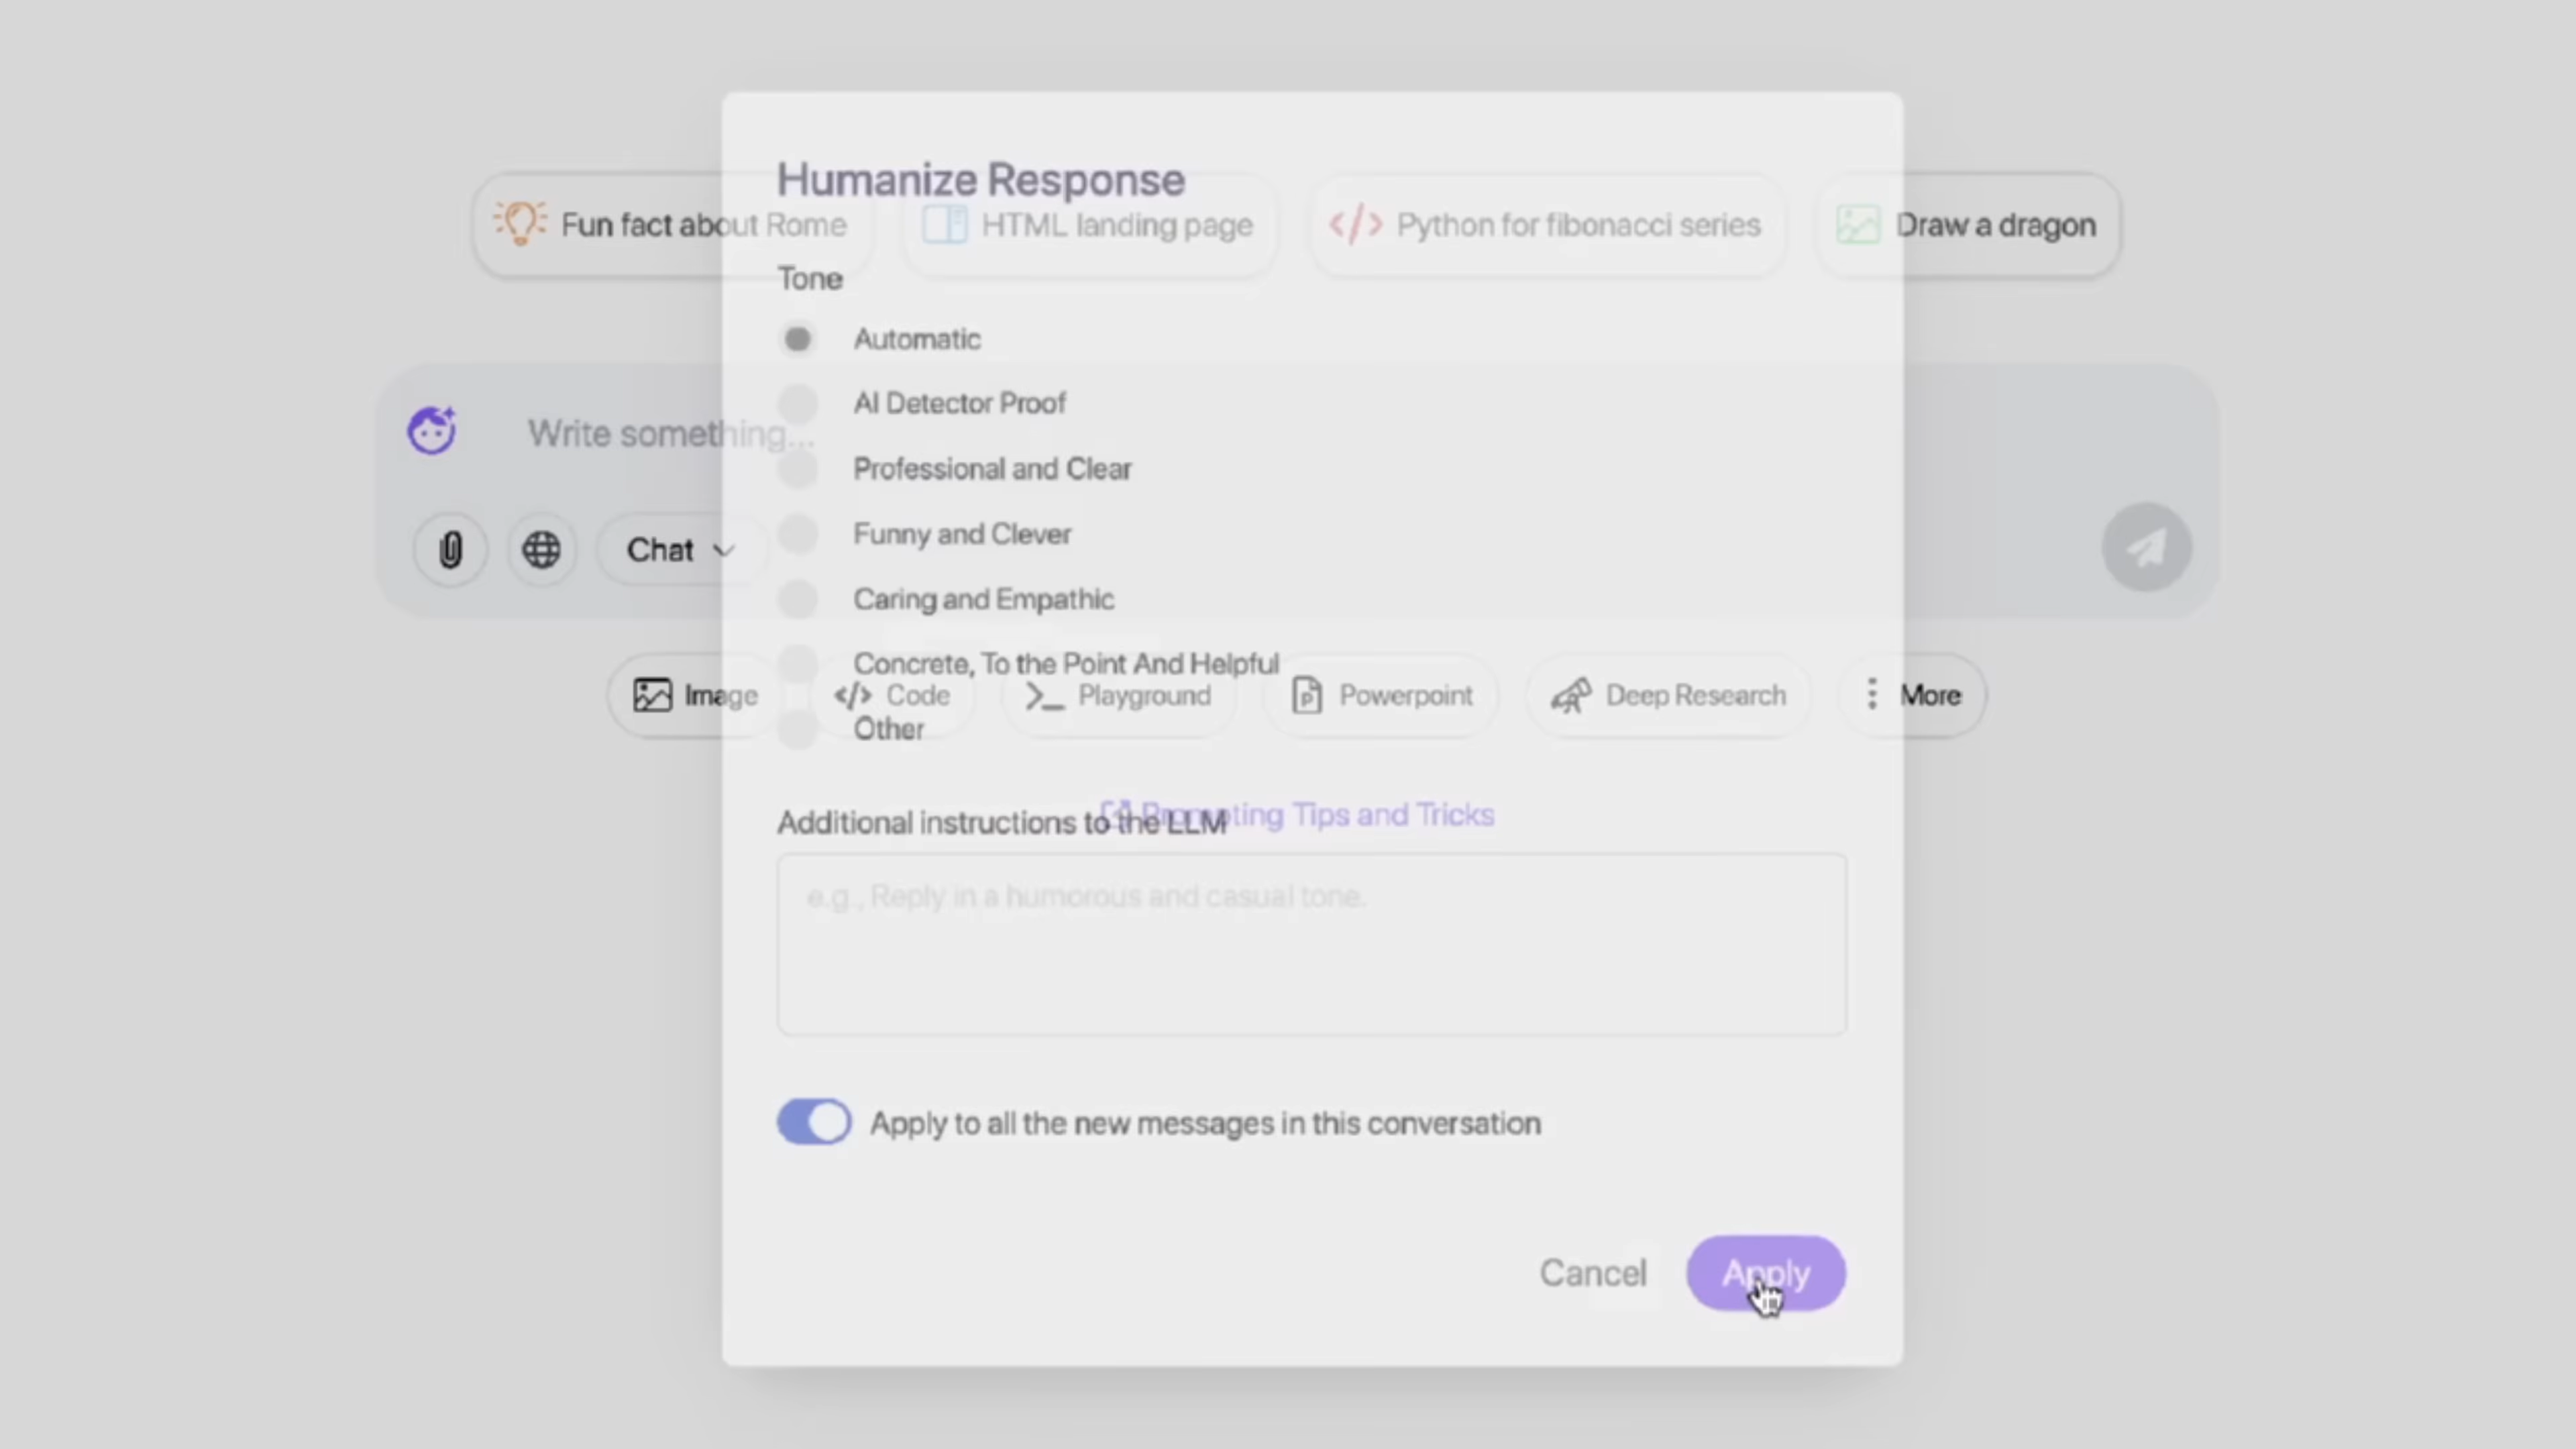 Humanize Response
Fun fact about Rome
HTML landing page
Python for fibonacci series
Draw a dragon
Tone
Automatic
AI Detector Proof
Write something...
Professional and Clear
Funny and Clever
Chat
Caring and Empathic
Concrete, To the Point And Helpful
Image
Code
Playground
Powerpoint
Deep Research
More
Other
Prompting Tips and Tricks
Additional instructions to the LLM
e.g., Reply in a humorous and casual tone.
Apply to all the new messages in this conversation
Cancel
Apply